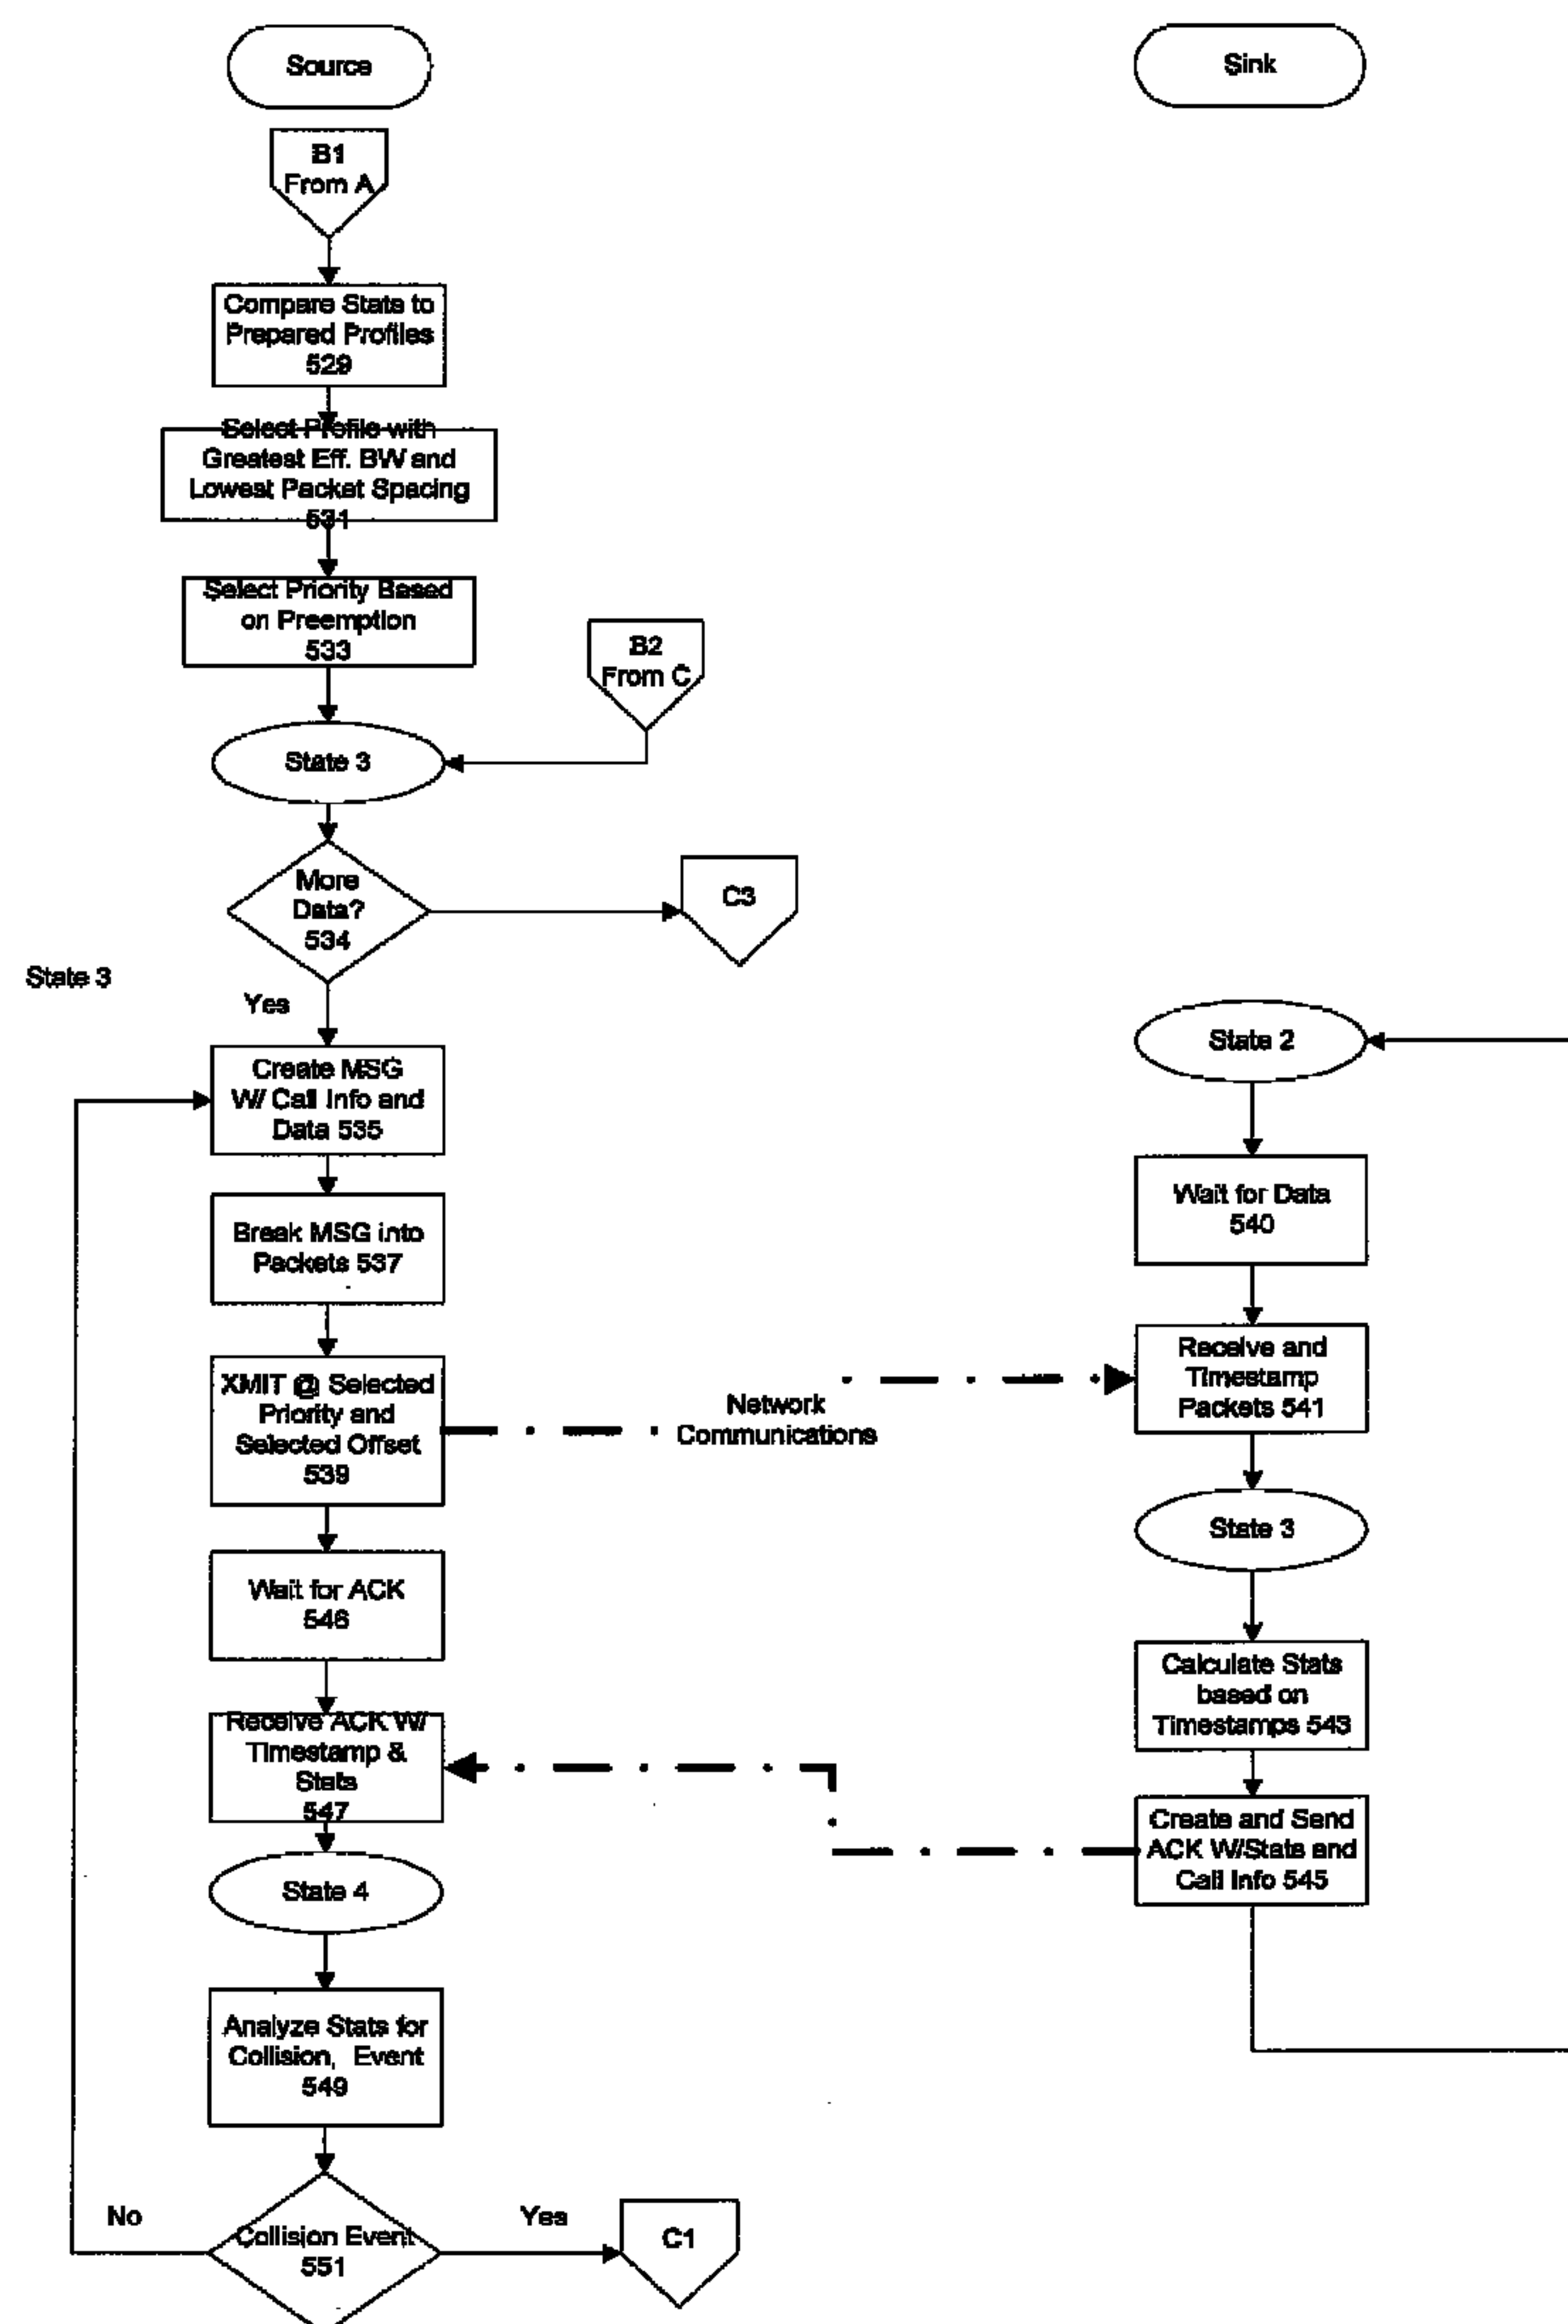 Source
Sink
B1
From A
Compare Stats to
Prepared Profiles
529
Select Profile with
Greatest Eff. BW and
Lowest Packet Spacing
531
Select Priority Based
on Preemption
533
B2
From C
State 3
More
Data?
534
C3
State 3
Yes
Create MSG
W/ Call Info and
Data 535
State 2
Break MSG into
Packets 537
Wait for Data
540
XMIT @ Selected
Priority and
Selected Offset
539
Network
Communications
Receive and
Timestamp
Packets 541
State 3
Wait for ACK
546
Calculate Stats
based on
Timestamps 543
Receive ACK W/
Timestamp &
Stats
547
Create and Send
ACK W/Stats and
Call Info 545
State 4
Analyze Stats for
Collision, Event
549
No
Collision Event
551
Yes
C1